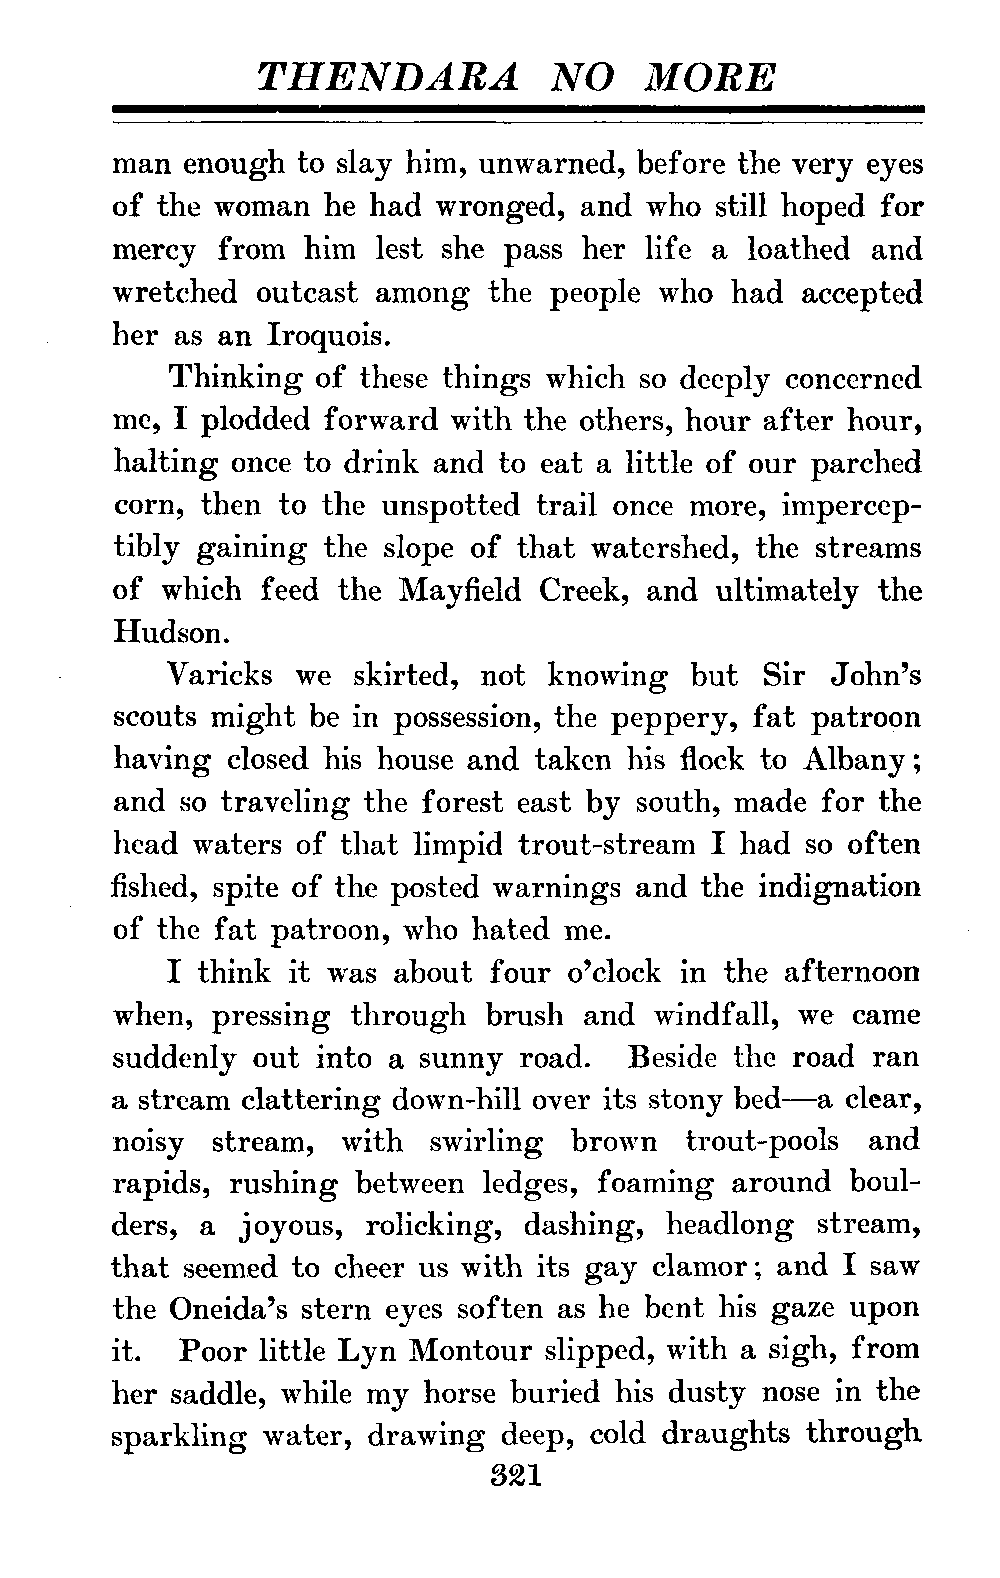 THENDARA NO MORE
man enough to slay him, unwarned, before the very eyes
of the woman he had wronged, and who still hoped for
mercy from him lest she pass her life a loathed and
wretched outcast among the people who had accepted
her as an Iroquois.
Thinking of these things which so deeply concerned
me, I plodded forward with the others, hour after hour,
halting once to drink and to eat a little of our parched
corn, then to the unspotted trail once more, impercep-
tibly gaining the slope of that watershed, the streams
of which feed the Mayfield Creek, and ultimately the
Hudson.
Varicks we skirted, not knowing but Sir John's
scouts might be in possession, the peppery, fat patroon
having closed his house and taken his flock to Albany;
and so traveling the forest east by south, made for the
head waters of that limpid trout-stream I had so often
fished, spite of the posted warnings and the indignation
of the fat patroon, who hated me.
I think it was about four o'clock in the afternoon
when, pressing through brush and windfall, we came
suddenly out into a sunny road. Beside the road ran
a stream clattering down-hill over its stony bed—a clear,
noisy stream, with swirling brown trout-pools and
rapids, rushing between ledges, foaming around boul-
ders, a joyous, rolicking, dashing, headlong stream,
that seemed to cheer us with its gay clamor; and I saw
the Oneida's stern eyes soften as he bent his gaze upon
it. Poor little Lyn Montour slipped, with a sigh, from
her saddle, while my horse buried his dusty nose in the
sparkling water, drawing deep, cold draughts through
321